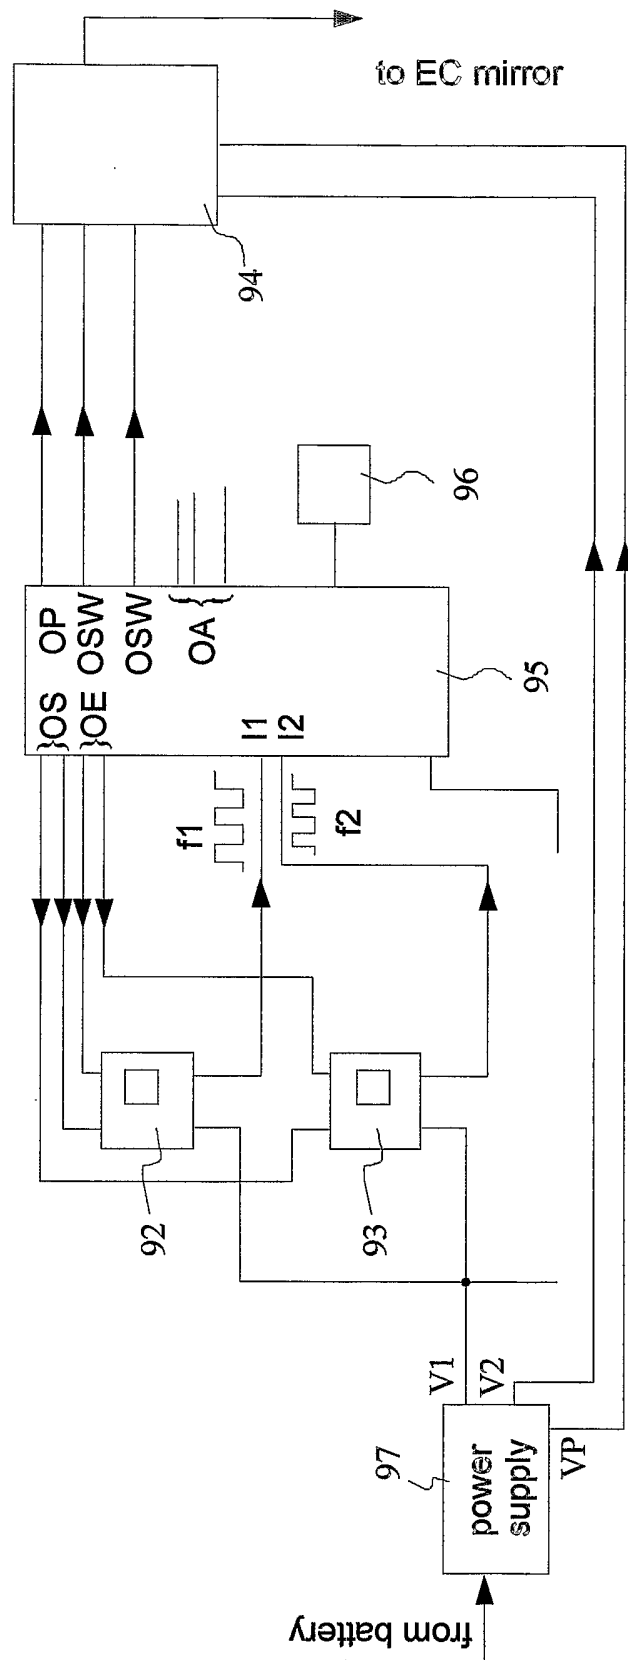 to EC mirror
94
96
95
OS
OE
OP
OSW
OSW
OA
I1
I2
f1
f2
92
93
V1
V2
VP
97
power
supply
from battery